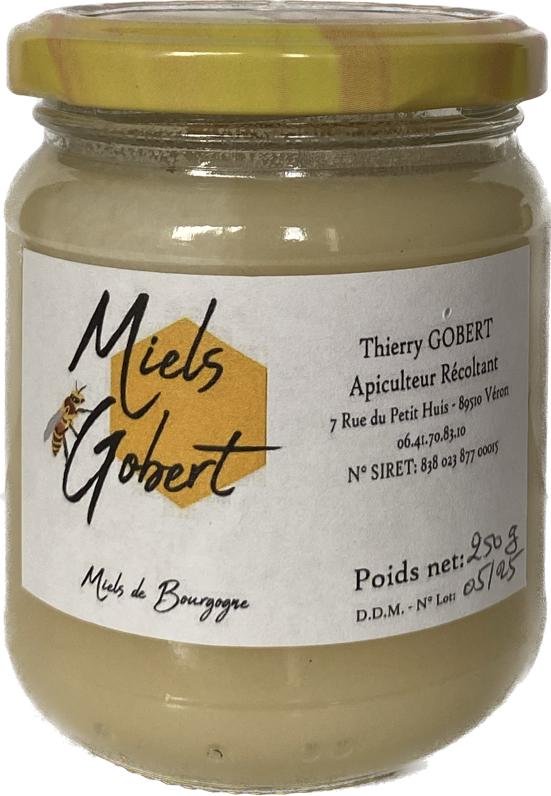 Miels
Gobert
Miels de Bourgogne
Thierry GOBERT
Apiculteur Récoltant
7 Rue du Petit Huis - 89510 Véron
06.41.70.83.10
N° SIRET: 838 023 877 00015
Poids net: 250 g
D.D.M. - N° Lot: 05/25